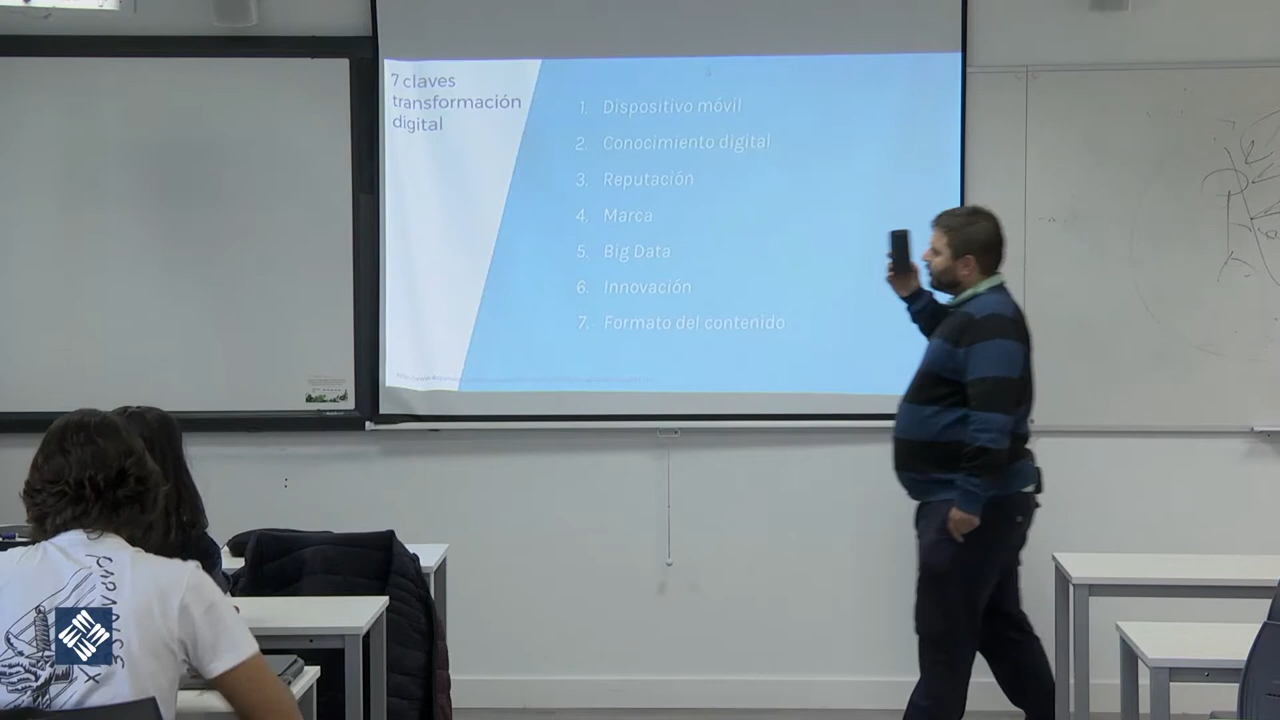 7 claves
transformación
digital
1. Dispositivo móvil
2. Conocimiento digital
3. Reputación
4. Marca
5. Big Data
6. Innovación
7. Formato del contenido